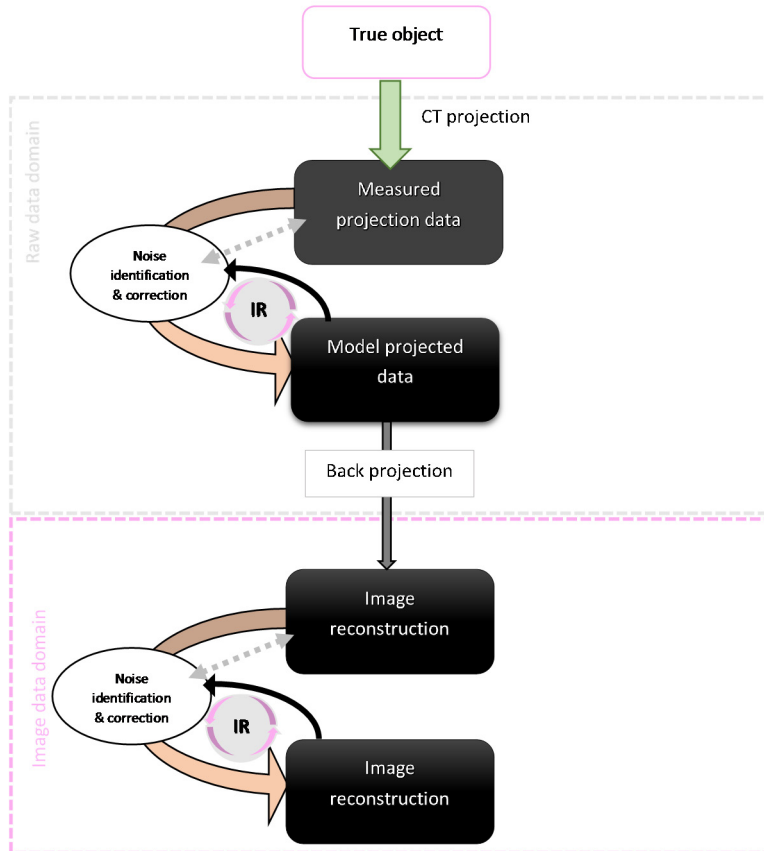 True object
CT projection
Raw data domain
Measured
projection data
Noise
identification
& correction
IR
Model projected
data
Back projection
Image data domain
Image
reconstruction
Noise
identification
& correction
IR
Image
reconstruction